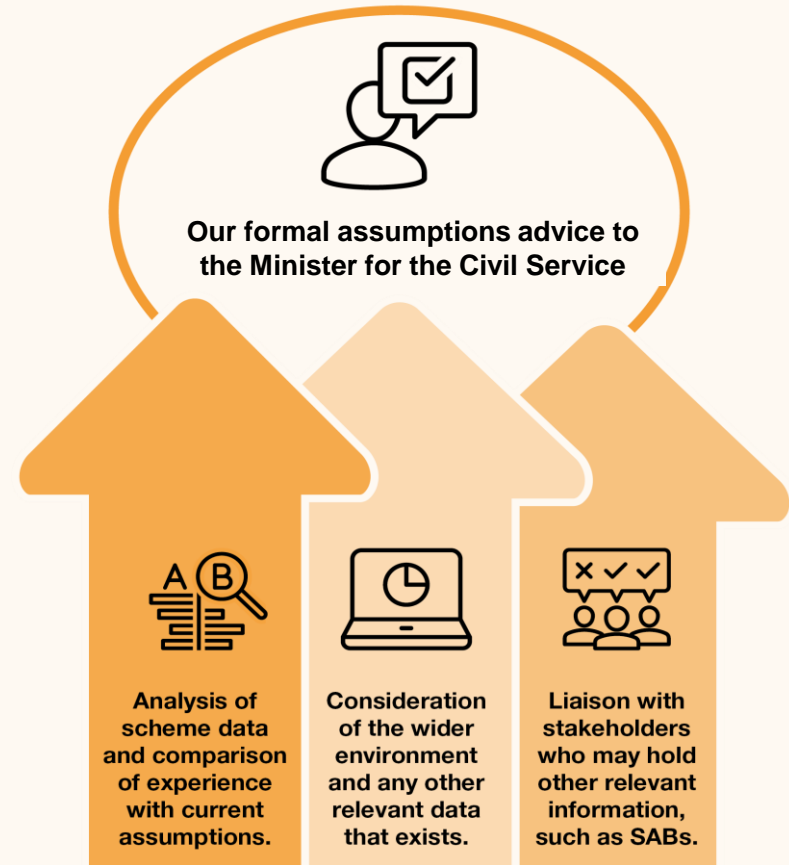 Our formal assumptions advice to
the Minister for the Civil Service
A B
Analysis of
scheme data
and comparison
of experience
with current
assumptions.
Consideration
of the wider
environment
and any other
relevant data
that exists.
Liaison with
stakeholders
who may hold
other relevant
information,
such as SABs.